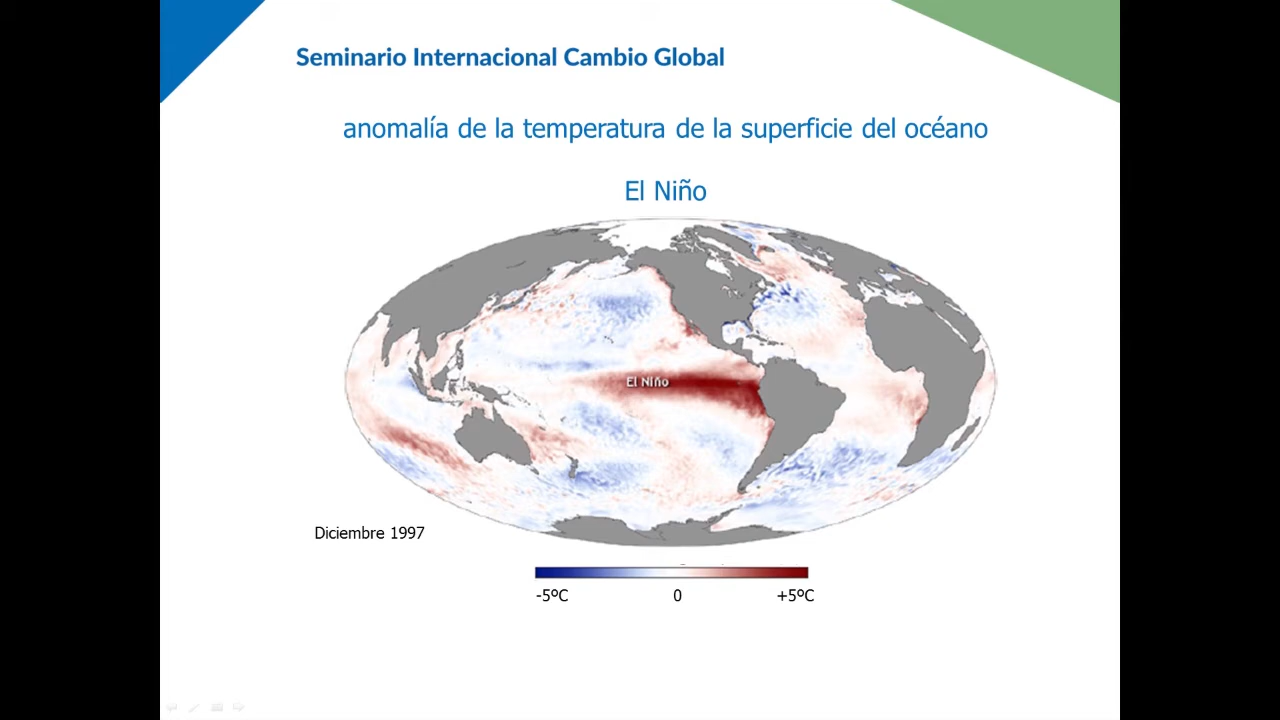 Seminario Internacional Cambio Global
anomalía de la temperatura de la superficie del océano
El Niño
El Niño
Diciembre 1997
-5ºC 0 +5ºC